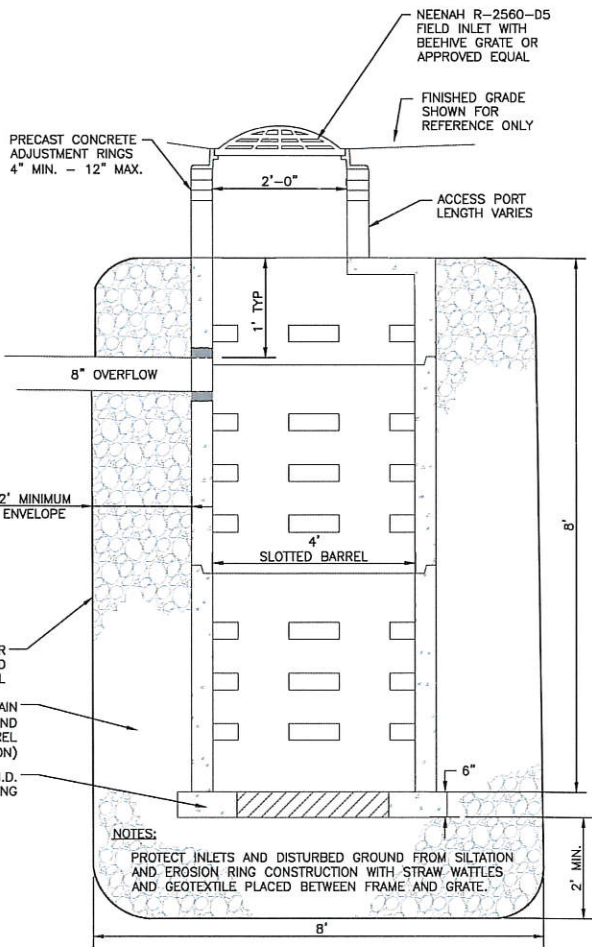 NEENAH R-2560-D5
FIELD INLET WITH
BEEHIVE GRATE OR
APPROVED EQUAL
FINISHED GRADE
SHOWN FOR
REFERENCE ONLY
PRECAST CONCRETE
ADJUSTMENT RINGS
4" MIN. - 12" MAX.
2'-0"
ACCESS PORT
LENGTH VARIES
1' TYP
8" OVERFLOW
2' MINIMUM
ENVELOPE
4'
SLOTTED BARREL
8'
6"
NOTES:
PROTECT INLETS AND DISTURBED GROUND FROM SILTATION
AND EROSION RING CONSTRUCTION WITH STRAW WATTLES
AND GEOTEXTILE PLACED BETWEEN FRAME AND GRATE.
2' MIN.
8'